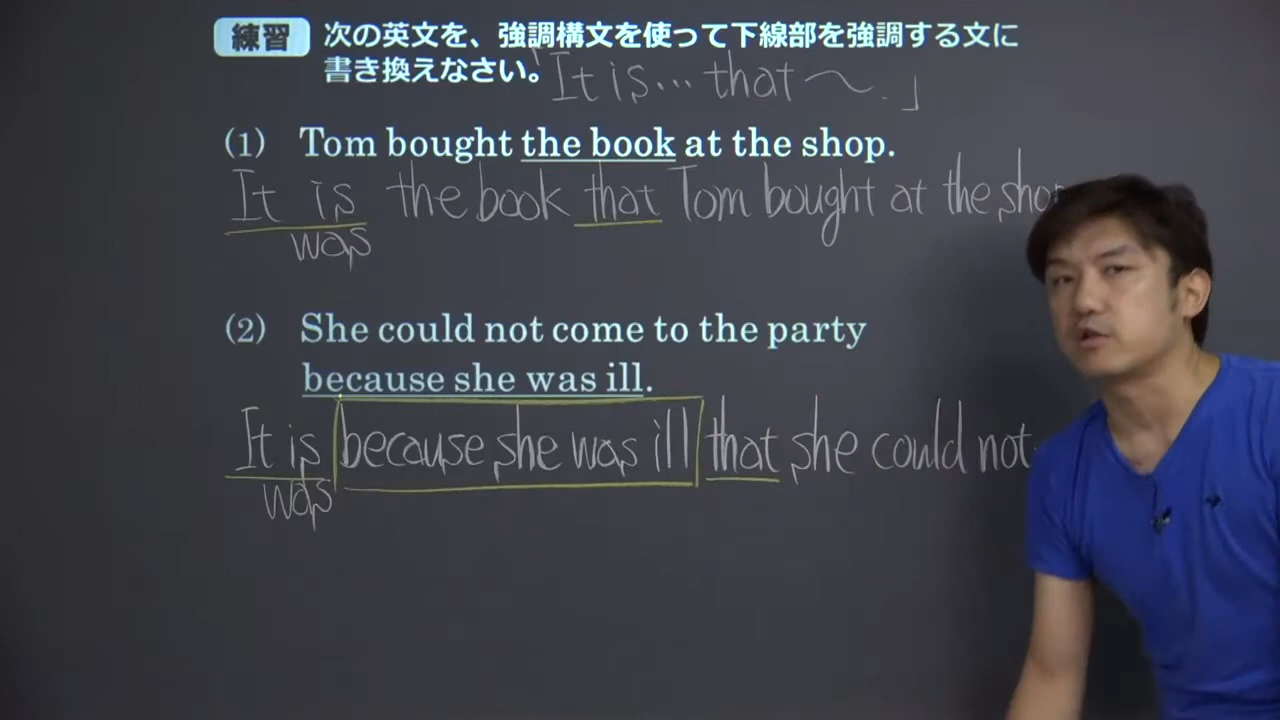 練習 次の英文を、強調構文を使って下線部を強調する文に
書き換えなさい。
「It is… that ～.」
(1) Tom bought the book at the shop.
It is the book that Tom bought at the shop
was
(2) She could not come to the party
because she was ill.
It is because she was ill that she could not
was